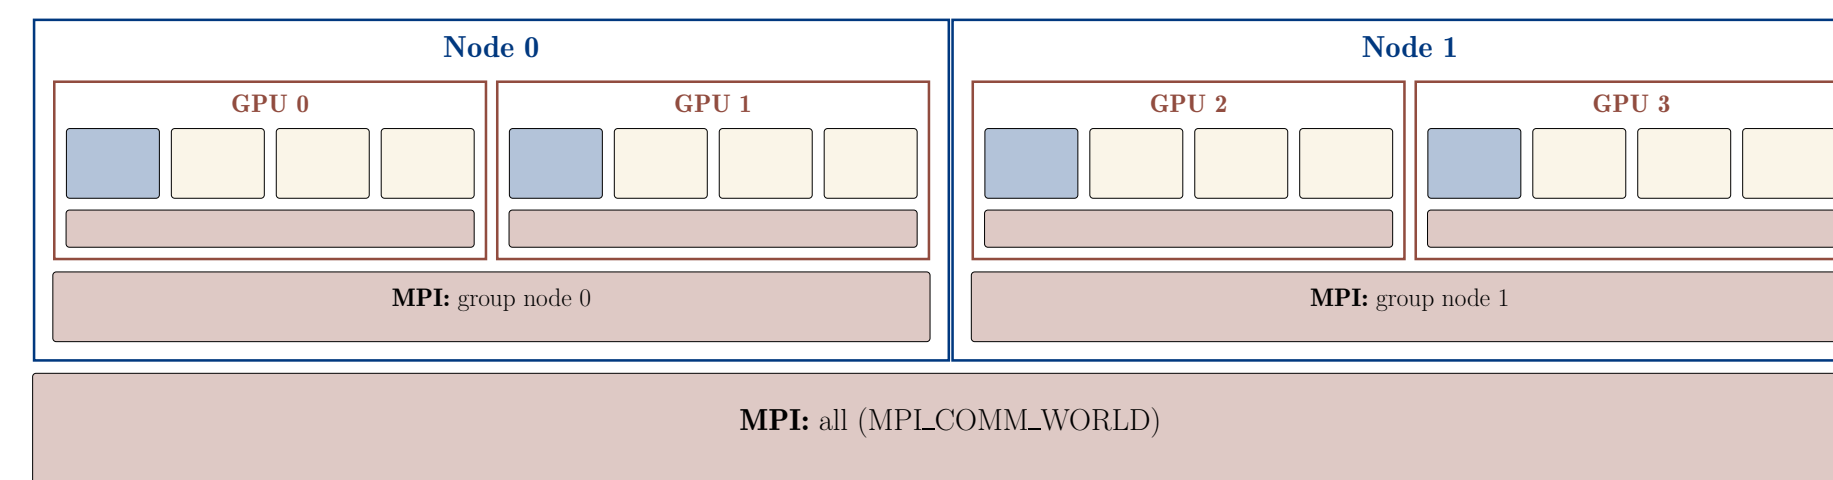 Node 0
Node 1
GPU 0
GPU 1
GPU 2
GPU 3
MPI: group node 0
MPI: group node 1
MPI: all (MPI_COMM_WORLD)